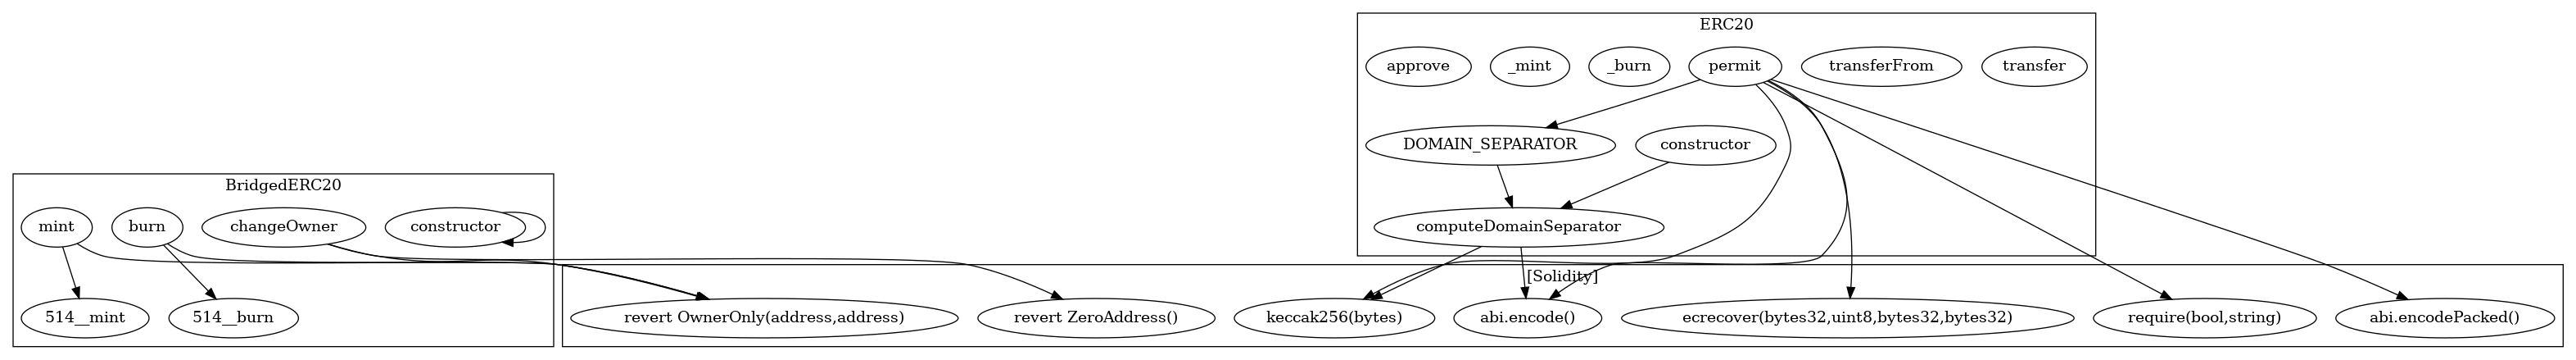 ERC20
approve
_mint
_burn
permit
transferFrom
transfer
DOMAIN_SEPARATOR
constructor
computeDomainSeparator
BridgedERC20
mint
burn
changeOwner
constructor
514__mint
514__burn
[Solidity]
revert OwnerOnly(address,address)
revert ZeroAddress()
keccak256(bytes)
abi.encode()
ecrecover(bytes32,uint8,bytes32,bytes32)
require(bool,string)
abi.encodePacked()